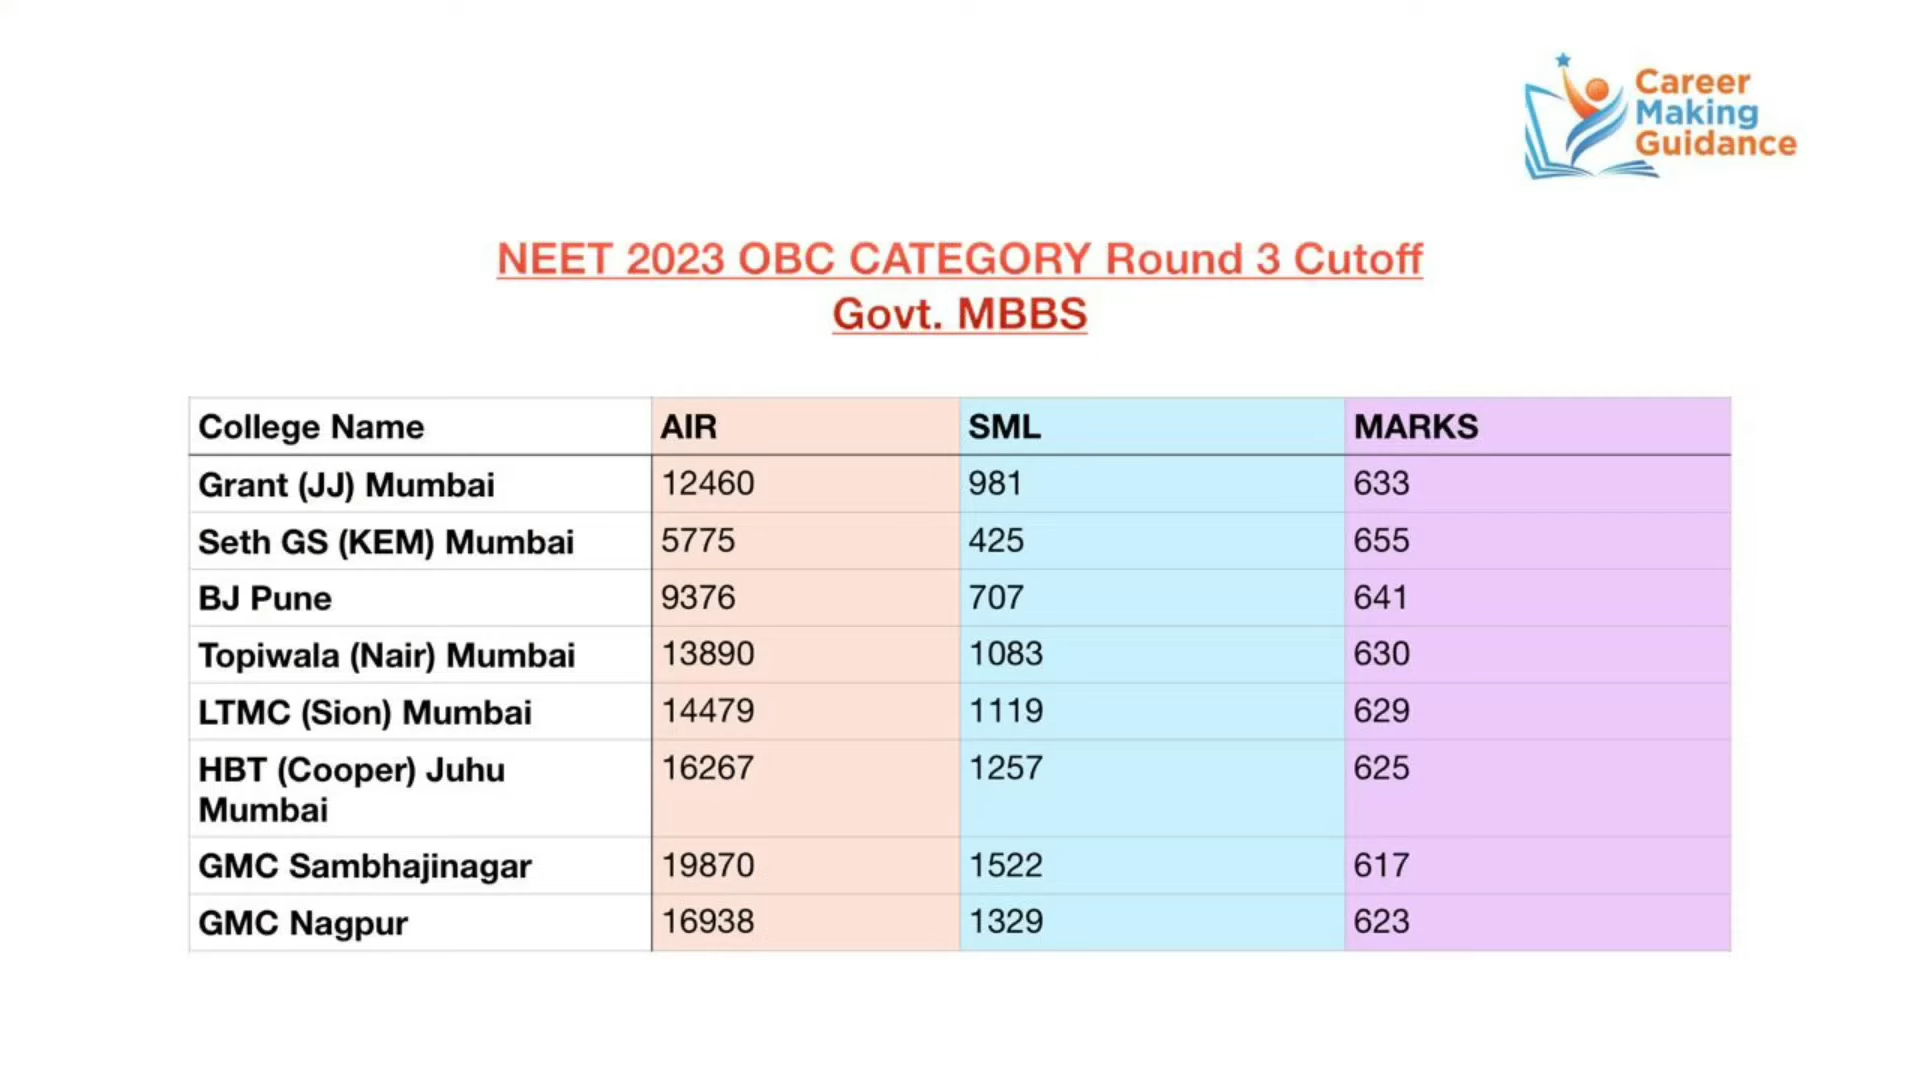 Career
Making
Guidance
NEET 2023 OBC CATEGORY Round 3 Cutoff
Govt. MBBS
College Name AIR SML MARKS
Grant (JJ) Mumbai 12460 981 633
Seth GS (KEM) Mumbai 5775 425 655
BJ Pune 9376 707 641
Topiwala (Nair) Mumbai 13890 1083 630
LTMC (Sion) Mumbai 14479 1119 629
HBT (Cooper) Juhu 16267 1257 625
Mumbai
GMC Sambhajinagar 19870 1522 617
GMC Nagpur 16938 1329 623